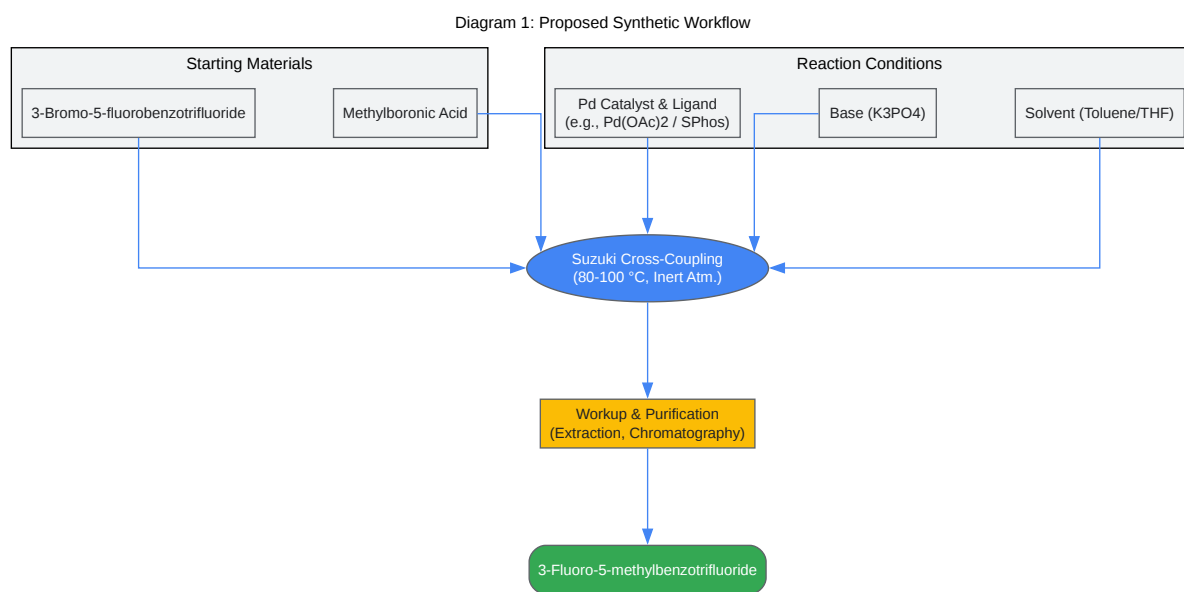 Diagram 1: Proposed Synthetic Workflow
Starting Materials
3-Bromo-5-fluorobenzotrifluoride
Methylboronic Acid
Reaction Conditions
Pd Catalyst & Ligand
(e.g., Pd(OAc)2 / SPhos)
Base (K3PO4)
Solvent (Toluene/THF)
Suzuki Cross-Coupling
(80-100 °C, Inert Atm.)
Workup & Purification
(Extraction, Chromatography)
3-Fluoro-5-methylbenzotrifluoride